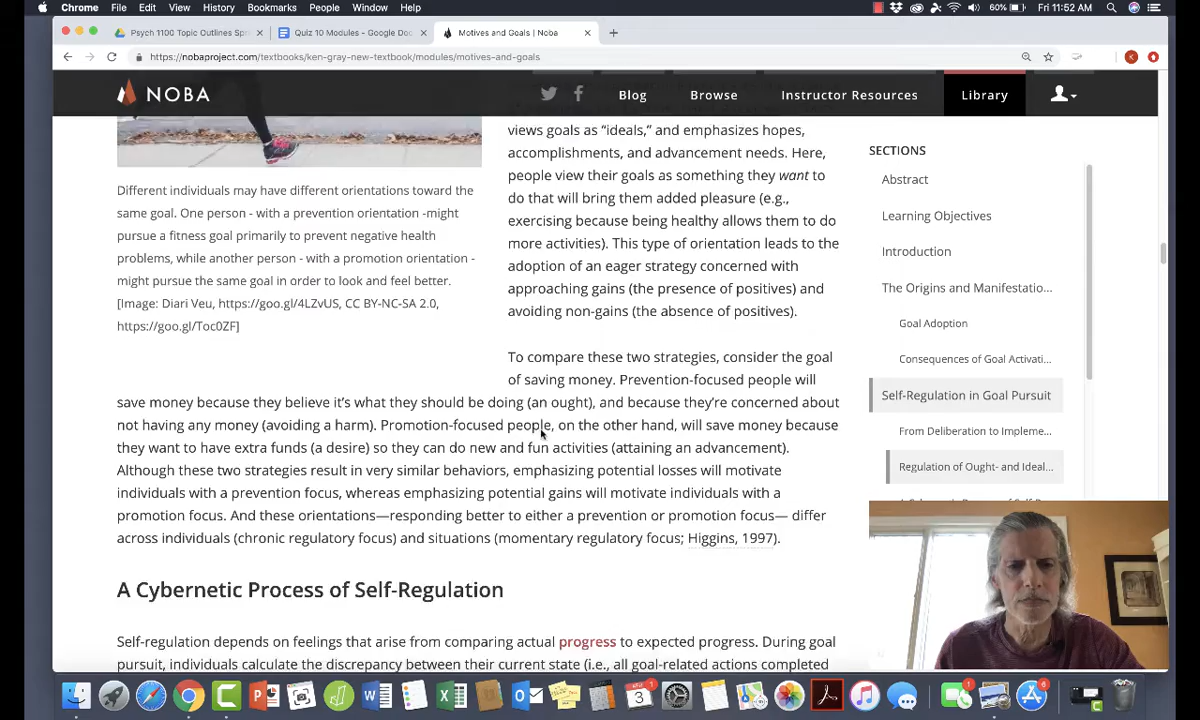 Chrome File Edit View History Bookmarks People Window Help 60% Fri 11:52 AM
Psych 1100 Topic Outlines Spr × Quiz 10 Modules - Google Doc × Motives and Goals | Noba × +
https://nobaproject.com/textbooks/ken-gray-new-textbook/modules/motives-and-goals
NOBA Blog Browse Instructor Resources Library
views goals as “ideals,” and emphasizes hopes,
accomplishments, and advancement needs. Here,
people view their goals as something they want to
do that will bring them added pleasure (e.g.,
exercising because being healthy allows them to do
more activities). This type of orientation leads to the
adoption of an eager strategy concerned with
approaching gains (the presence of positives) and
avoiding non-gains (the absence of positives).
Different individuals may have different orientations toward the
same goal. One person - with a prevention orientation -might
pursue a fitness goal primarily to prevent negative health
problems, while another person - with a promotion orientation -
might pursue the same goal in order to look and feel better.
[Image: Diari Veu, https://goo.gl/4LZvUS, CC BY-NC-SA 2.0,
https://goo.gl/Toc0ZF]
To compare these two strategies, consider the goal
of saving money. Prevention-focused people will
save money because they believe it’s what they should be doing (an ought), and because they’re concerned about
not having any money (avoiding a harm). Promotion-focused people, on the other hand, will save money because
they want to have extra funds (a desire) so they can do new and fun activities (attaining an advancement).
Although these two strategies result in very similar behaviors, emphasizing potential losses will motivate
individuals with a prevention focus, whereas emphasizing potential gains will motivate individuals with a
promotion focus. And these orientations—responding better to either a prevention or promotion focus— differ
across individuals (chronic regulatory focus) and situations (momentary regulatory focus; Higgins, 1997).
A Cybernetic Process of Self-Regulation
Self-regulation depends on feelings that arise from comparing actual progress to expected progress. During goal
pursuit, individuals calculate the discrepancy between their current state (i.e., all goal-related actions completed
SECTIONS
Abstract
Learning Objectives
Introduction
The Origins and Manifestatio...
Goal Adoption
Consequences of Goal Activati...
Self-Regulation in Goal Pursuit
From Deliberation to Impleme...
Regulation of Ought- and Ideal...